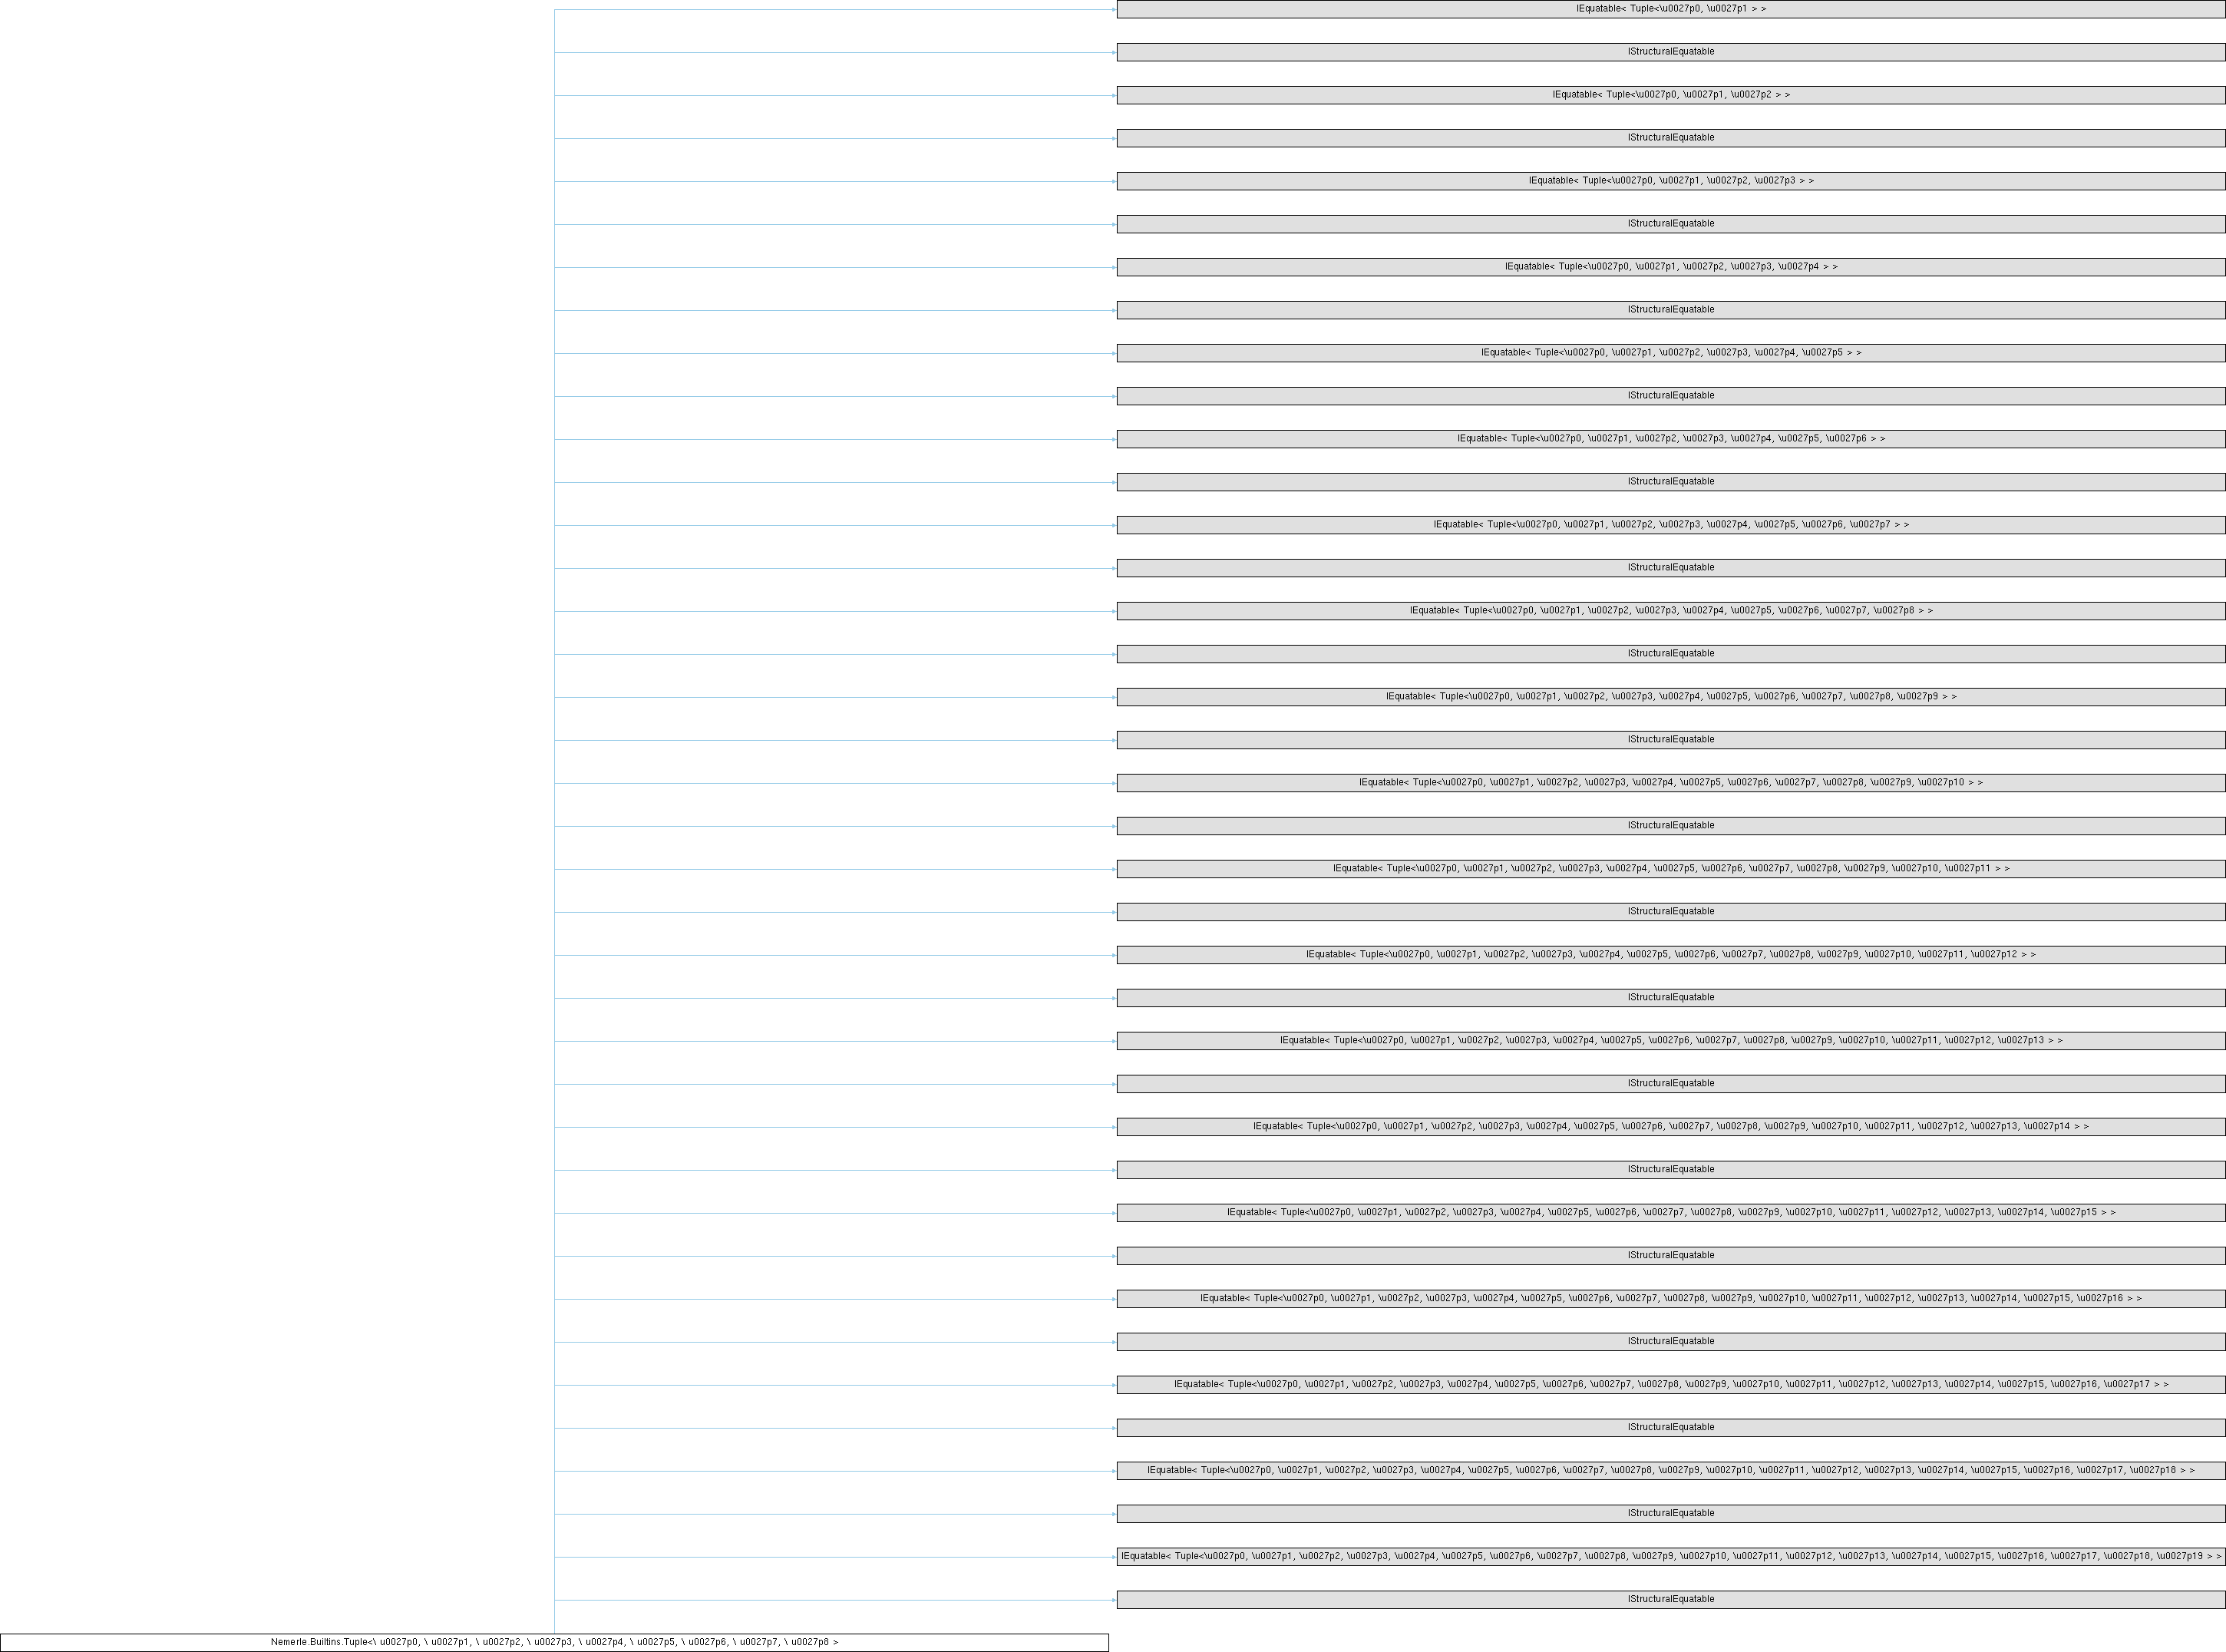 IEquatable< Tuple<\u0027p0, \u0027p1 > >
IStructuralEquatable
IEquatable< Tuple<\u0027p0, \u0027p1, \u0027p2 > >
IStructuralEquatable
IEquatable< Tuple<\u0027p0, \u0027p1, \u0027p2, \u0027p3 > >
IStructuralEquatable
IEquatable< Tuple<\u0027p0, \u0027p1, \u0027p2, \u0027p3, \u0027p4 > >
IStructuralEquatable
IEquatable< Tuple<\u0027p0, \u0027p1, \u0027p2, \u0027p3, \u0027p4, \u0027p5 > >
IStructuralEquatable
IEquatable< Tuple<\u0027p0, \u0027p1, \u0027p2, \u0027p3, \u0027p4, \u0027p5, \u0027p6 > >
IStructuralEquatable
IEquatable< Tuple<\u0027p0, \u0027p1, \u0027p2, \u0027p3, \u0027p4, \u0027p5, \u0027p6, \u0027p7 > >
IStructuralEquatable
IEquatable< Tuple<\u0027p0, \u0027p1, \u0027p2, \u0027p3, \u0027p4, \u0027p5, \u0027p6, \u0027p7, \u0027p8 > >
IStructuralEquatable
IEquatable< Tuple<\u0027p0, \u0027p1, \u0027p2, \u0027p3, \u0027p4, \u0027p5, \u0027p6, \u0027p7, \u0027p8, \u0027p9 > >
IStructuralEquatable
IEquatable< Tuple<\u0027p0, \u0027p1, \u0027p2, \u0027p3, \u0027p4, \u0027p5, \u0027p6, \u0027p7, \u0027p8, \u0027p9, \u0027p10 > >
IStructuralEquatable
IEquatable< Tuple<\u0027p0, \u0027p1, \u0027p2, \u0027p3, \u0027p4, \u0027p5, \u0027p6, \u0027p7, \u0027p8, \u0027p9, \u0027p10, \u0027p11 > >
IStructuralEquatable
IEquatable< Tuple<\u0027p0, \u0027p1, \u0027p2, \u0027p3, \u0027p4, \u0027p5, \u0027p6, \u0027p7, \u0027p8, \u0027p9, \u0027p10, \u0027p11, \u0027p12 > >
IStructuralEquatable
IEquatable< Tuple<\u0027p0, \u0027p1, \u0027p2, \u0027p3, \u0027p4, \u0027p5, \u0027p6, \u0027p7, \u0027p8, \u0027p9, \u0027p10, \u0027p11, \u0027p12, \u0027p13 > >
IStructuralEquatable
IEquatable< Tuple<\u0027p0, \u0027p1, \u0027p2, \u0027p3, \u0027p4, \u0027p5, \u0027p6, \u0027p7, \u0027p8, \u0027p9, \u0027p10, \u0027p11, \u0027p12, \u0027p13, \u0027p14 > >
IStructuralEquatable
IEquatable< Tuple<\u0027p0, \u0027p1, \u0027p2, \u0027p3, \u0027p4, \u0027p5, \u0027p6, \u0027p7, \u0027p8, \u0027p9, \u0027p10, \u0027p11, \u0027p12, \u0027p13, \u0027p14, \u0027p15 > >
IStructuralEquatable
IEquatable< Tuple<\u0027p0, \u0027p1, \u0027p2, \u0027p3, \u0027p4, \u0027p5, \u0027p6, \u0027p7, \u0027p8, \u0027p9, \u0027p10, \u0027p11, \u0027p12, \u0027p13, \u0027p14, \u0027p15, \u0027p16 > >
IStructuralEquatable
IEquatable< Tuple<\u0027p0, \u0027p1, \u0027p2, \u0027p3, \u0027p4, \u0027p5, \u0027p6, \u0027p7, \u0027p8, \u0027p9, \u0027p10, \u0027p11, \u0027p12, \u0027p13, \u0027p14, \u0027p15, \u0027p16, \u0027p17 > >
IStructuralEquatable
IEquatable< Tuple<\u0027p0, \u0027p1, \u0027p2, \u0027p3, \u0027p4, \u0027p5, \u0027p6, \u0027p7, \u0027p8, \u0027p9, \u0027p10, \u0027p11, \u0027p12, \u0027p13, \u0027p14, \u0027p15, \u0027p16, \u0027p17, \u0027p18 > >
IStructuralEquatable
IEquatable< Tuple<\u0027p0, \u0027p1, \u0027p2, \u0027p3, \u0027p4, \u0027p5, \u0027p6, \u0027p7, \u0027p8, \u0027p9, \u0027p10, \u0027p11, \u0027p12, \u0027p13, \u0027p14, \u0027p15, \u0027p16, \u0027p17, \u0027p18, \u0027p19 > >
IStructuralEquatable
Nemerle.Builtins.Tuple<\ u0027p0, \ u0027p1, \ u0027p2, \ u0027p3, \ u0027p4, \ u0027p5, \ u0027p6, \ u0027p7, \ u0027p8 >